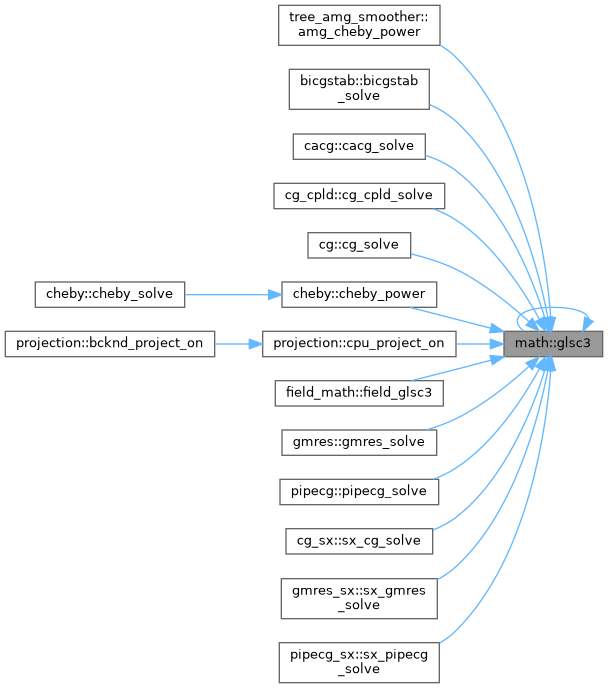 tree_amg_smoother::
amg_cheby_power
bicgstab::bicgstab
_solve
cacg::cacg_solve
cg_cpld::cg_cpld_solve
cg::cg_solve
cheby::cheby_solve
cheby::cheby_power
math::glsc3
projection::bcknd_project_on
projection::cpu_project_on
field_math::field_glsc3
gmres::gmres_solve
pipecg::pipecg_solve
cg_sx::sx_cg_solve
gmres_sx::sx_gmres
_solve
pipecg_sx::sx_pipecg
_solve